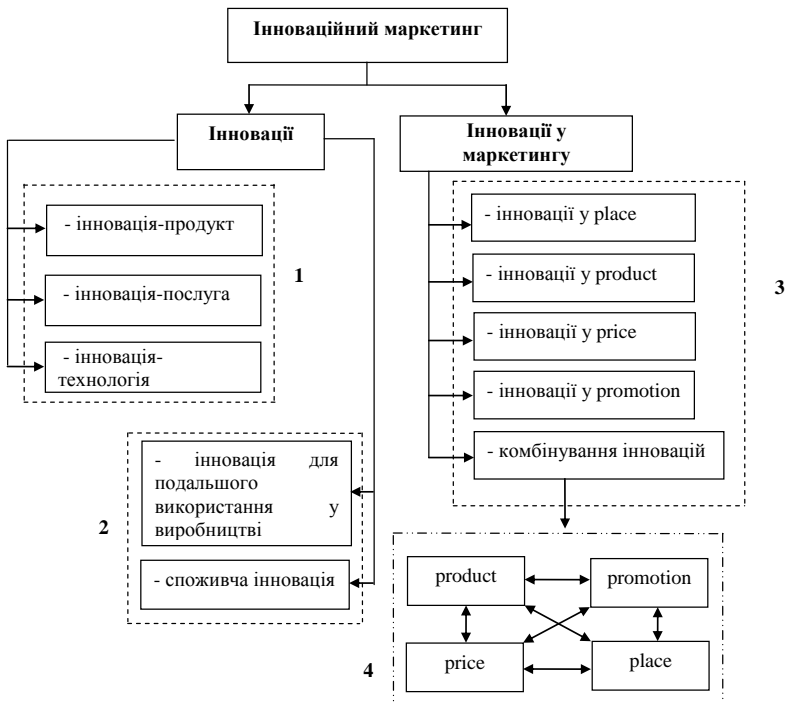 Інноваційний маркетинг
Інновації
Інновації у
маркетингу
- інновація-продукт
- інновація-послуга
- інновація-
технологія
1
- інновація для
подальшого
використання у
виробництві
- споживча інновація
2
- інновації у place
- інновації у product
- інновації у price
- інновації у promotion
- комбінування інновацій
3
product
promotion
price
place
4